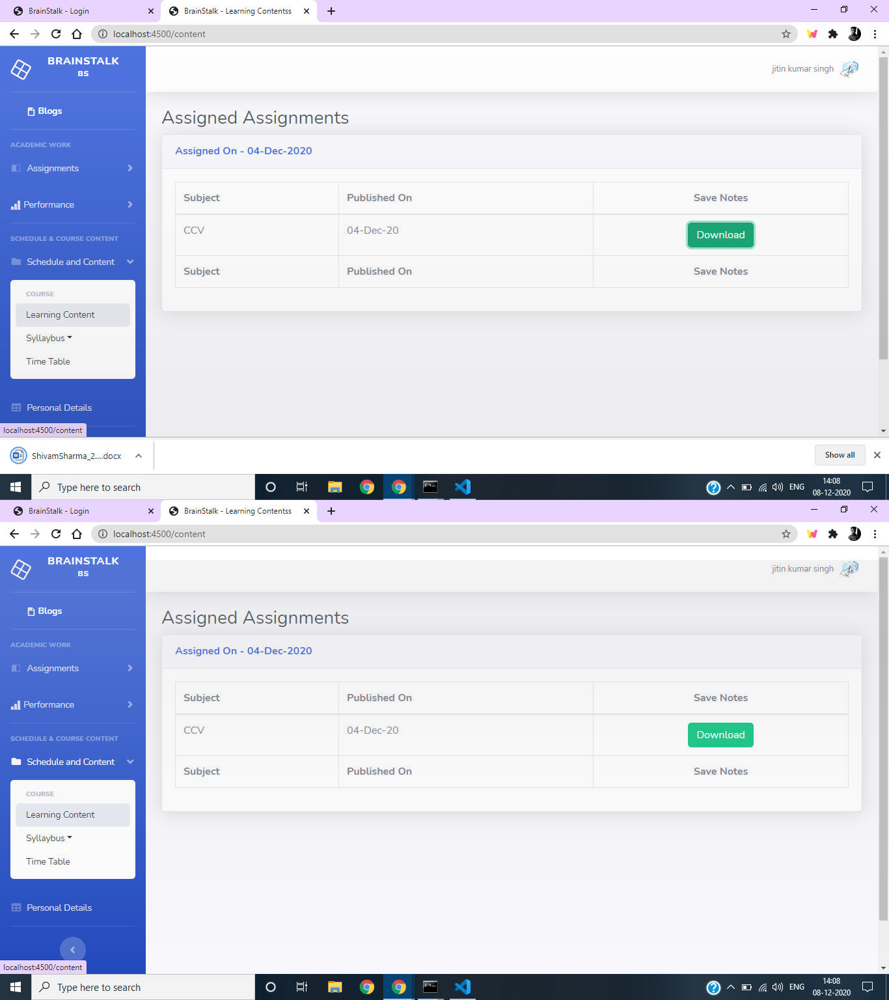 BrainStalk - Login
BrainStalk - Learning Contentss
localhost:4500/content
BRAINSTALK
BS
jitin kumar singh
Blogs
Assigned Assignments
ACADEMIC WORK
Assigned On - 04-Dec-2020
Assignments
Subject Published On Save Notes
Performance
CCV 04-Dec-20 Download
SCHEDULE & COURSE CONTENT
Schedule and Content
Subject Published On Save Notes
COURSE
Learning Content
Syllaybus
Time Table
Personal Details
localhost:4500/content
ShivamSharma_2....docx
Show all
Type here to search
ENG
14:08
08-12-2020
BrainStalk - Login
BrainStalk - Learning Contentss
localhost:4500/content
BRAINSTALK
BS
jitin kumar singh
Blogs
Assigned Assignments
ACADEMIC WORK
Assigned On - 04-Dec-2020
Assignments
Subject Published On Save Notes
Performance
CCV 04-Dec-20 Download
SCHEDULE & COURSE CONTENT
Schedule and Content
Subject Published On Save Notes
COURSE
Learning Content
Syllaybus
Time Table
Personal Details
localhost:4500/content
Type here to search
ENG
14:08
08-12-2020